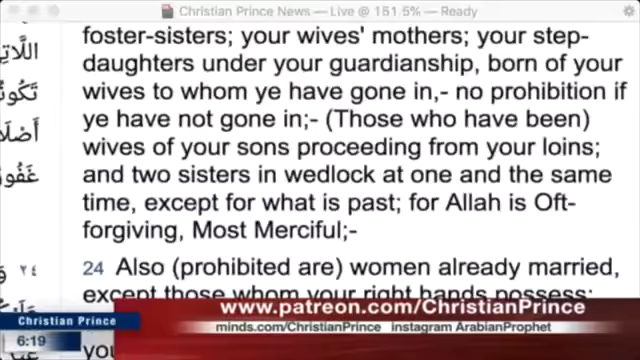 Christian Prince News — Live @ 151.5% — Ready
foster-sisters; your wives' mothers; your step-
daughters under your guardianship, born of your
wives to whom ye have gone in,- no prohibition if
ye have not gone in;- (Those who have been)
wives of your sons proceeding from your loins;
and two sisters in wedlock at one and the same
time, except for what is past; for Allah is Oft-
forgiving, Most Merciful;-
24 Also (prohibited are) women already married,
except those whom your right hands possess:
٢٤
www.patreon.com/ChristianPrince
minds.com/ChristianPrince instagram ArabianProphet
Christian Prince
6:19